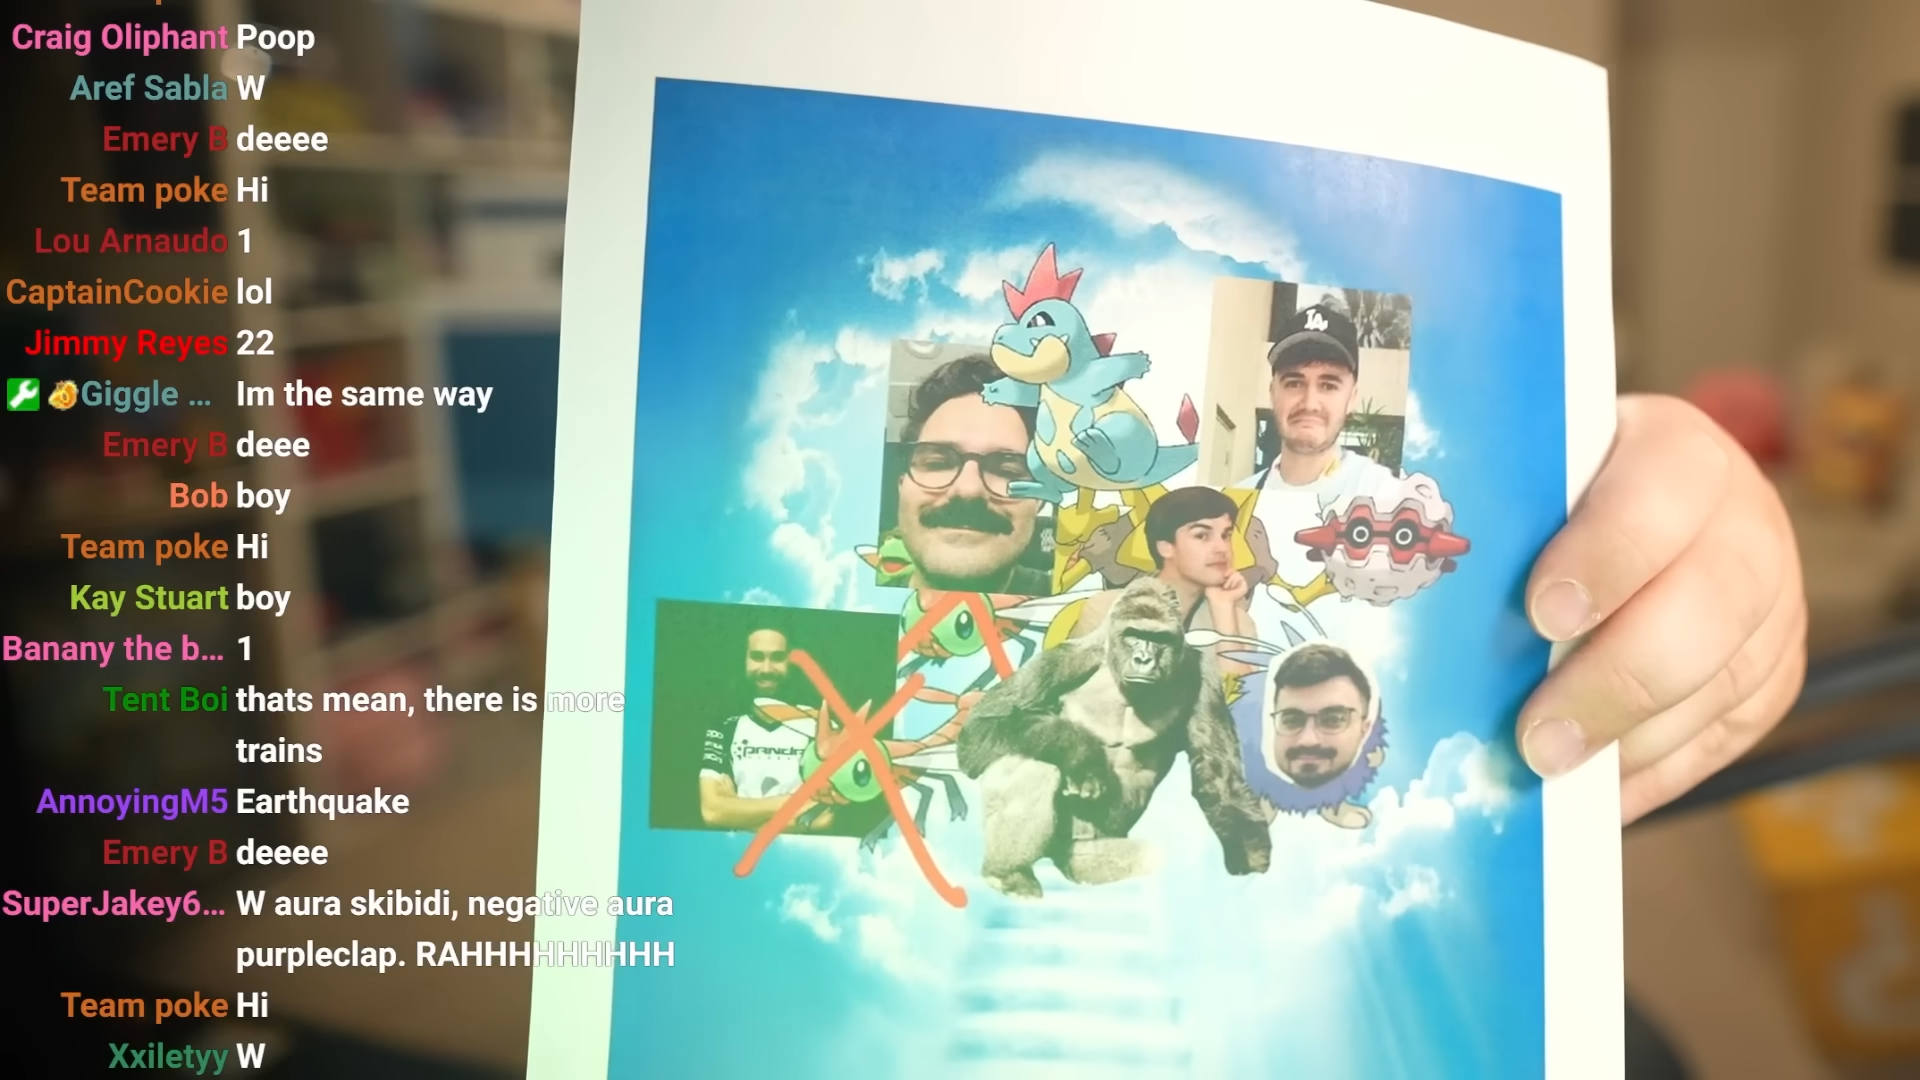 Craig Oliphant Poop
Aref Sabla W
Emery B deeee
Team poke Hi
Lou Arnaudo 1
CaptainCookie lol
Jimmy Reyes 22
Giggle ... Im the same way
Emery B deee
Bob boy
Team poke Hi
Kay Stuart boy
Banany the b... 1
Tent Boi thats mean, there is more
trains
AnnoyingM5 Earthquake
Emery B deeee
SuperJakey6... W aura skibidi, negative aura
purpleclap. RAHHHHHHHHH
Team poke Hi
Xxiletyy W
LA
PANDA